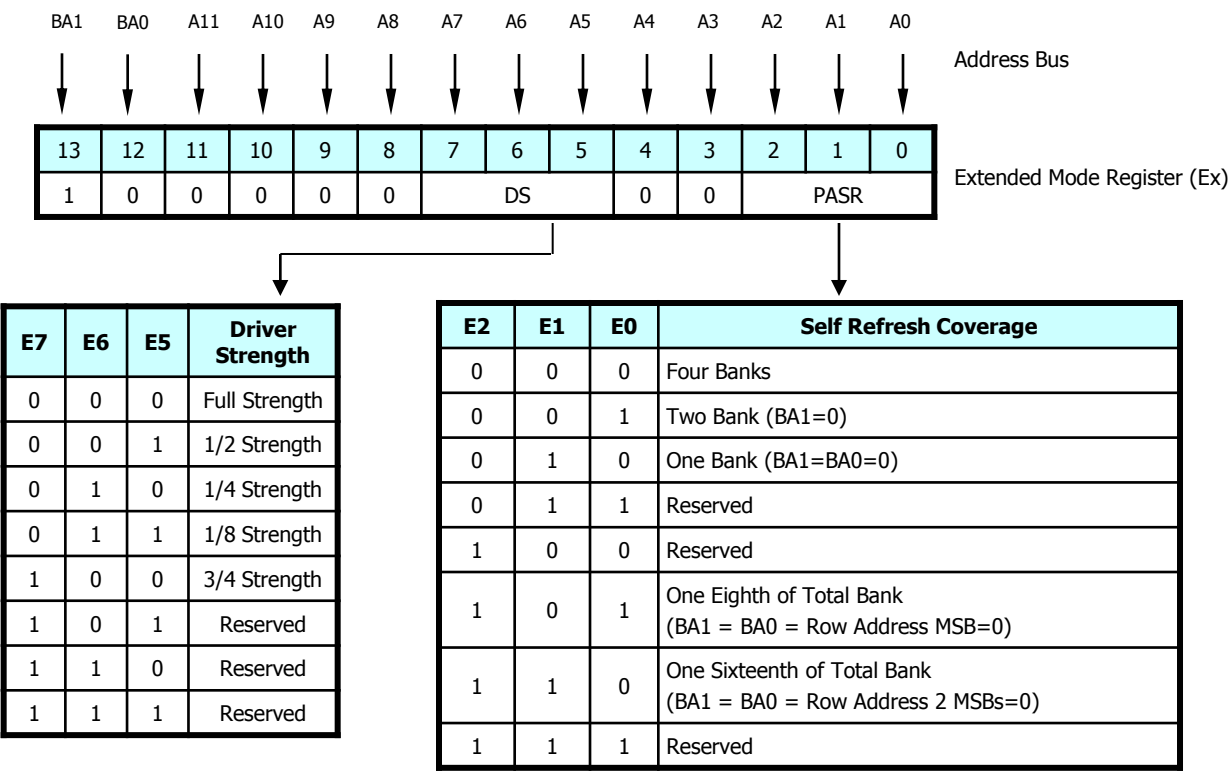 BA1 BA0 A11 A10 A9 A8 A7 A6 A5 A4 A3 A2 A1 A0
Address Bus
13 12 11 10 9 8 7 6 5 4 3 2 1 0
1 0 0 0 0 0 DS 0 0 PASR
Extended Mode Register (Ex)
E7 E6 E5 Driver
Strength
0 0 0 Full Strength
0 0 1 1/2 Strength
0 1 0 1/4 Strength
0 1 1 1/8 Strength
1 0 0 3/4 Strength
1 0 1 Reserved
1 1 0 Reserved
1 1 1 Reserved
E2 E1 E0 Self Refresh Coverage
0 0 0 Four Banks
0 0 1 Two Bank (BA1=0)
0 1 0 One Bank (BA1=BA0=0)
0 1 1 Reserved
1 0 0 Reserved
1 0 1 One Eighth of Total Bank
(BA1 = BA0 = Row Address MSB=0)
1 1 0 One Sixteenth of Total Bank
(BA1 = BA0 = Row Address 2 MSBs=0)
1 1 1 Reserved